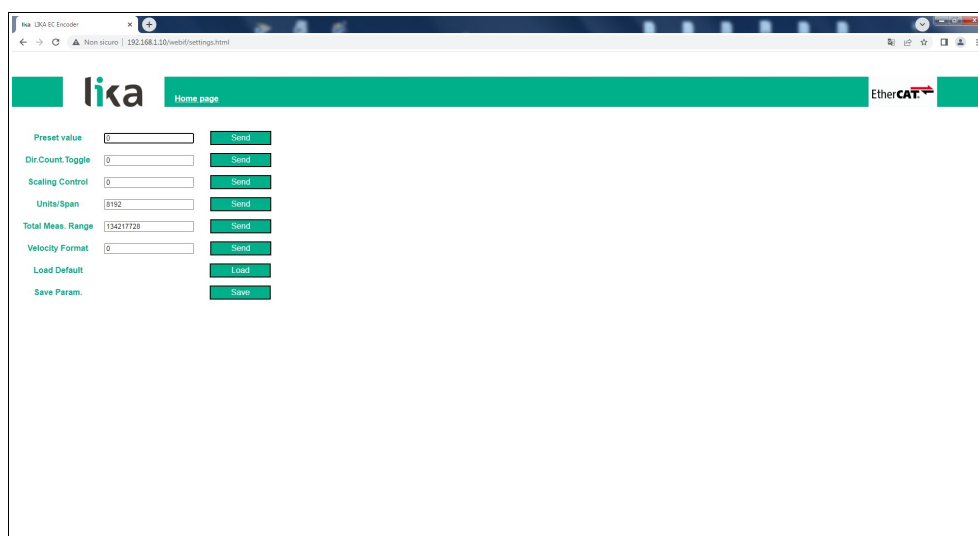 lika LIKA EC Encoder
Non sicuro | 192.168.1.10/webit/settings.html
lika
Home page
EtherCAT.
Preset value 0 Send
Dir.Count.Toggle 0 Send
Scaling Control 0 Send
Units/Span 8192 Send
Total Meas. Range 134217728 Send
Velocity Format 0 Send
Load Default Load
Save Param. Save